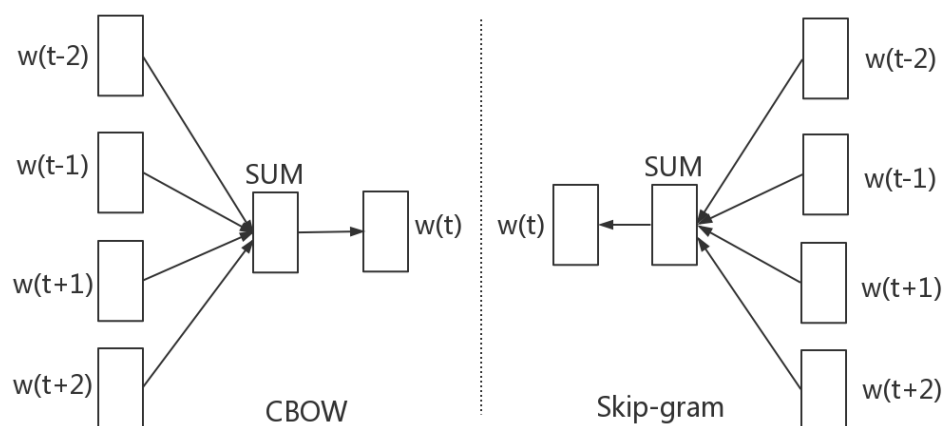 w(t-2)
w(t-1)
SUM
w(t)
w(t+1)
w(t+2)
CBOW
w(t-2)
SUM
w(t-1)
w(t)
w(t+1)
w(t+2)
Skip-gram